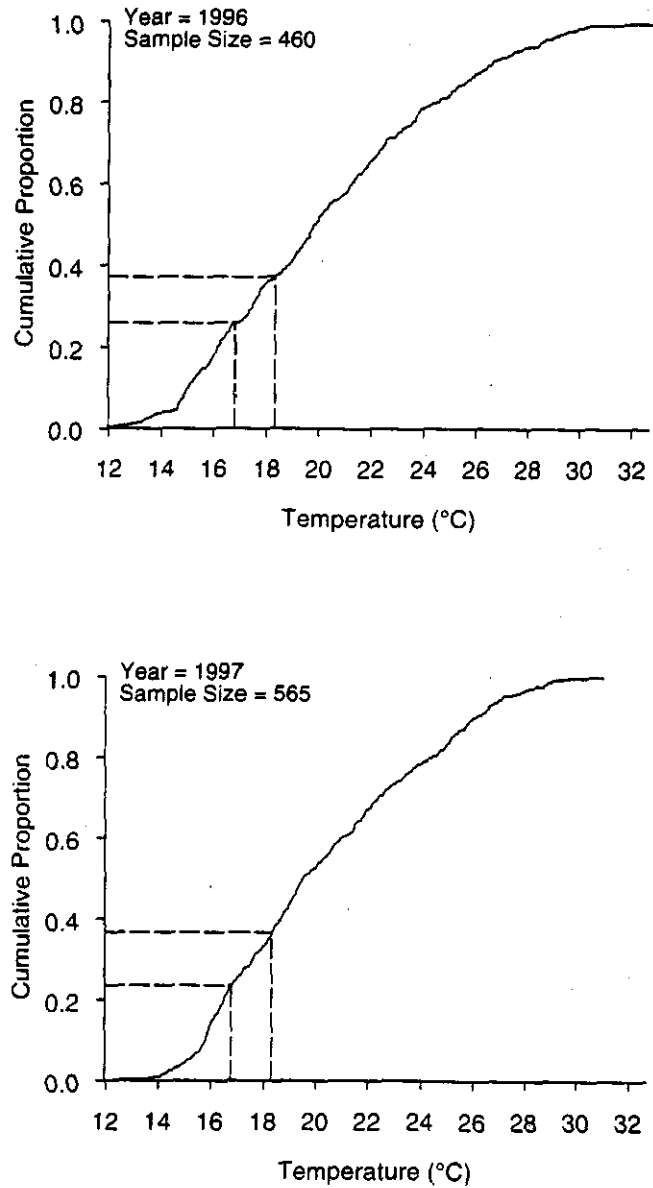 Year = 1996
Sample Size = 460
1.0
0.8
0.6
0.4
0.2
0.0
Cumulative Proportion
12 14 16 18 20 22 24 26 28 30 32
Temperature (°C)
Year = 1997
Sample Size = 565
1.0
0.8
0.6
0.4
0.2
0.0
Cumulative Proportion
12 14 16 18 20 22 24 26 28 30 32
Temperature (°C)